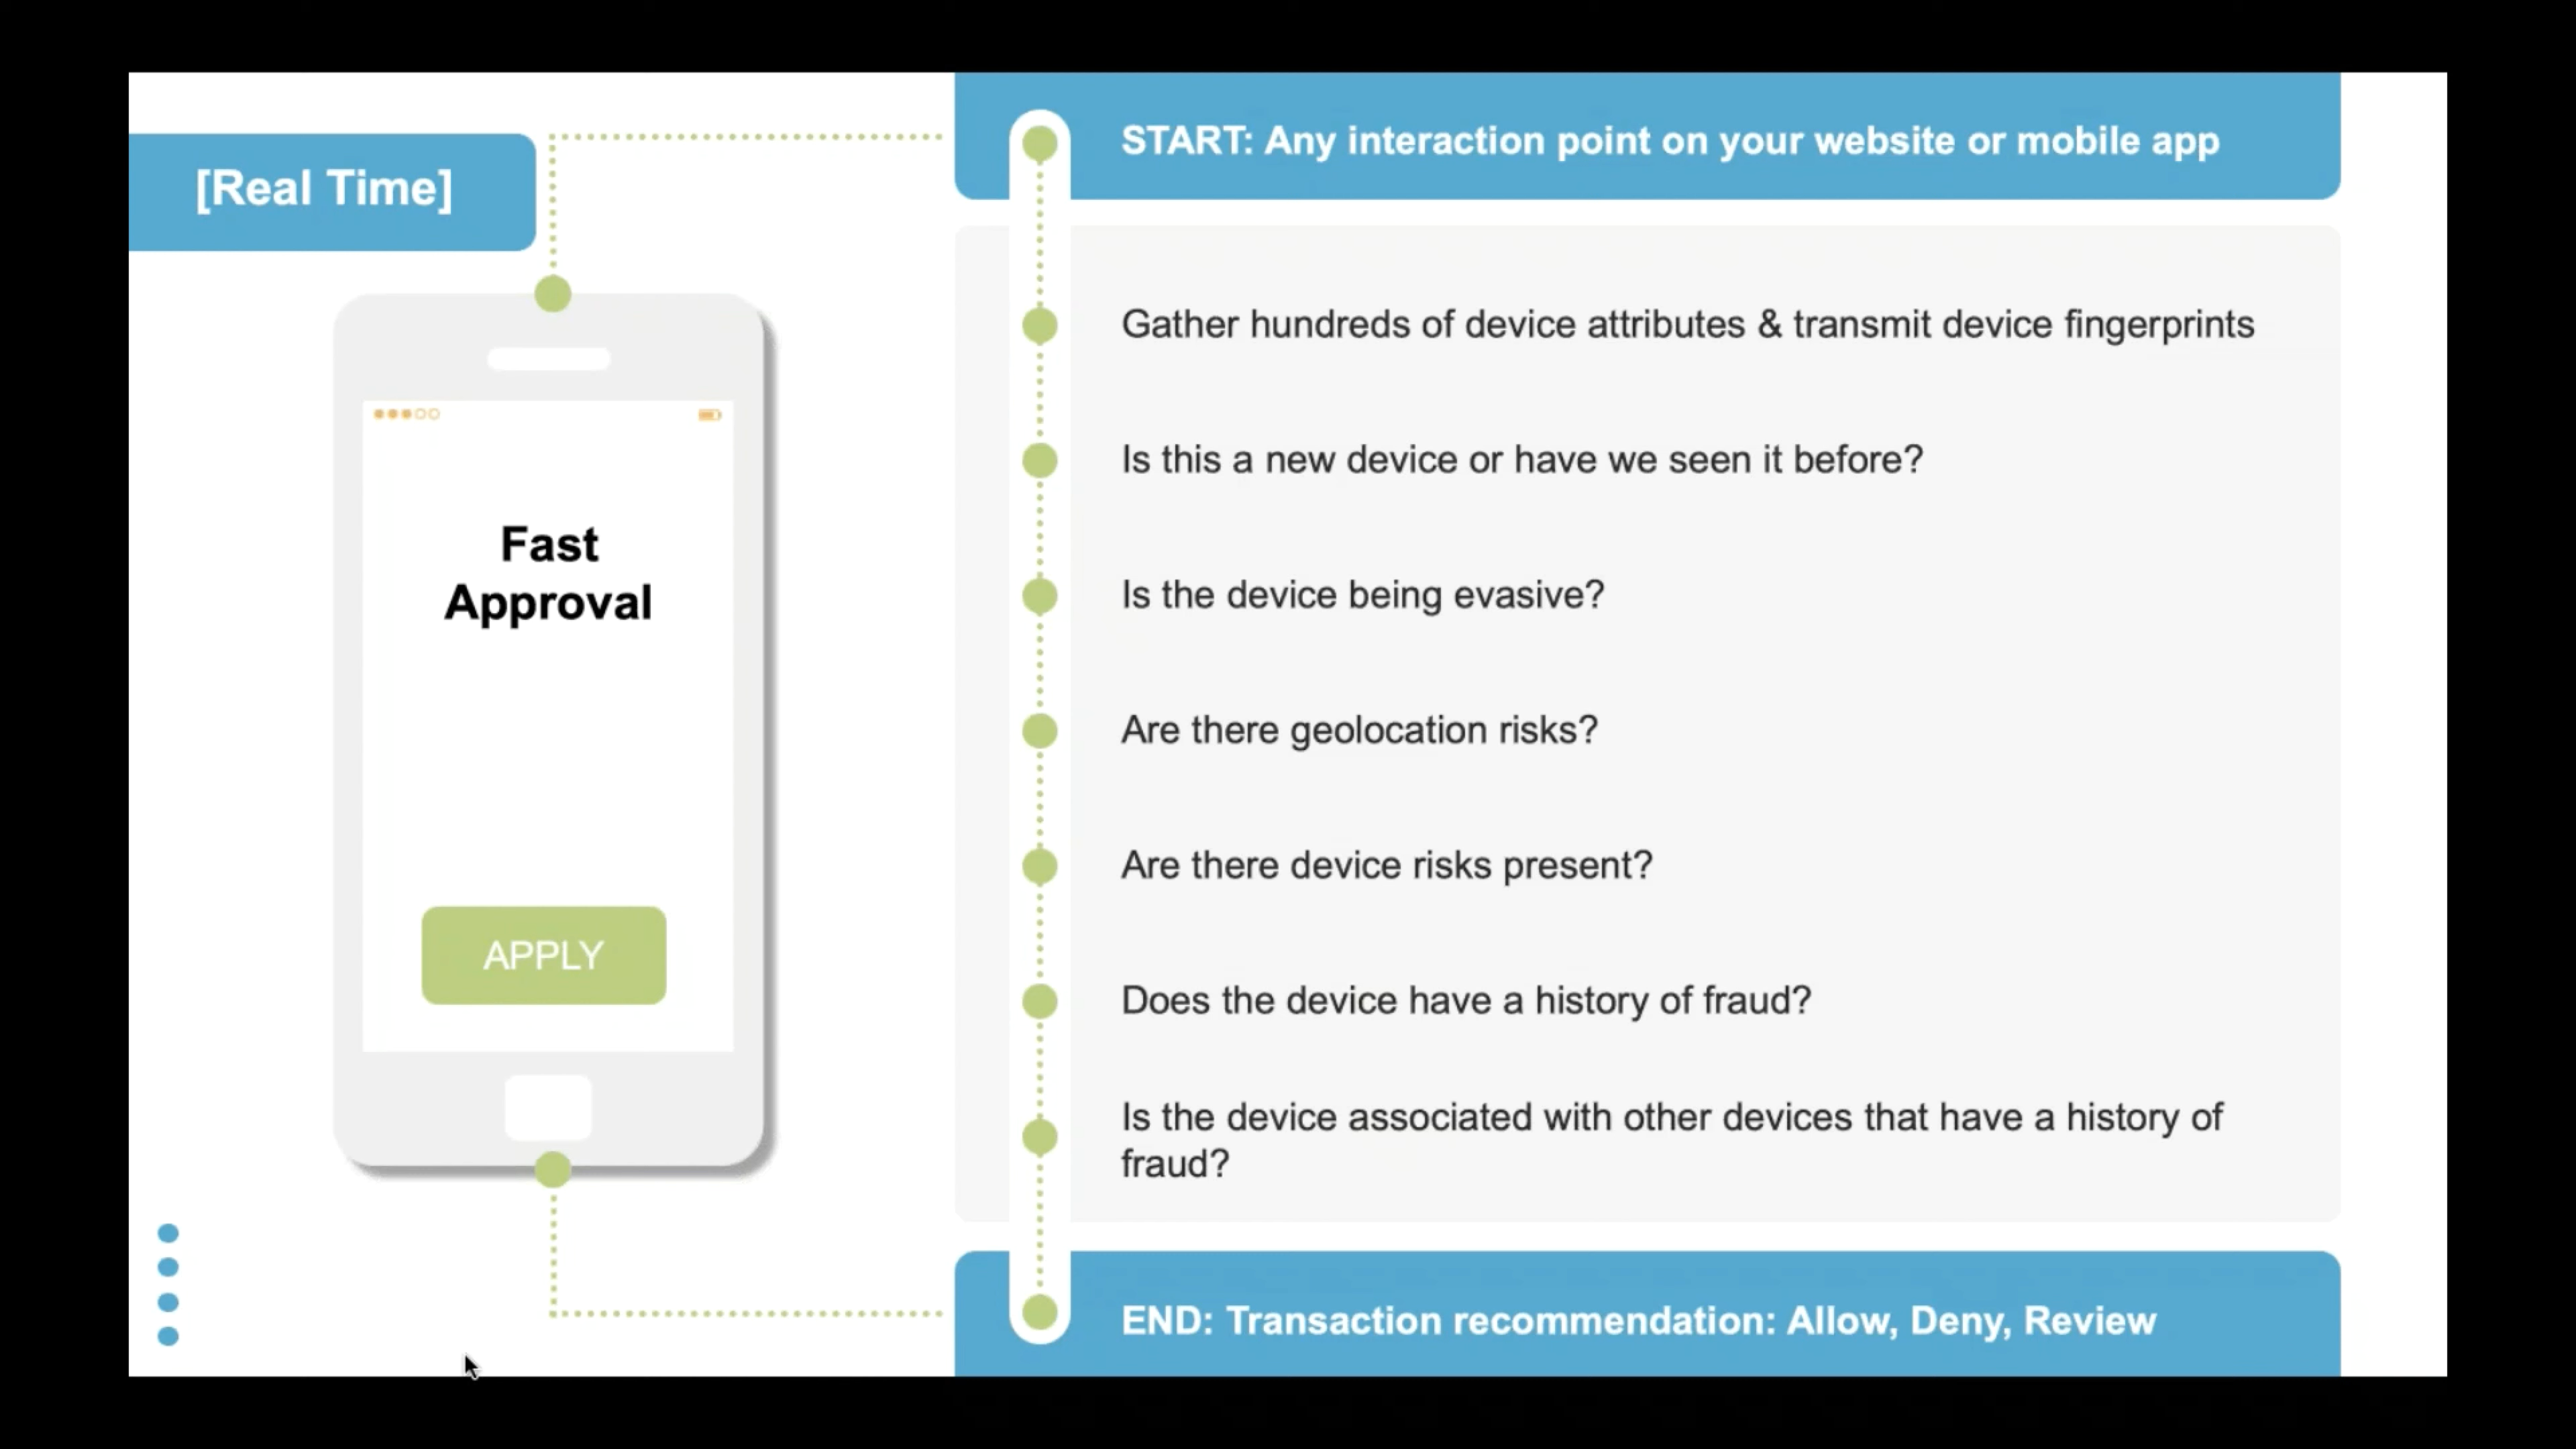 [Real Time]
Fast
Approval
APPLY
START: Any interaction point on your website or mobile app
Gather hundreds of device attributes & transmit device fingerprints
Is this a new device or have we seen it before?
Is the device being evasive?
Are there geolocation risks?
Are there device risks present?
Does the device have a history of fraud?
Is the device associated with other devices that have a history of
fraud?
END: Transaction recommendation: Allow, Deny, Review